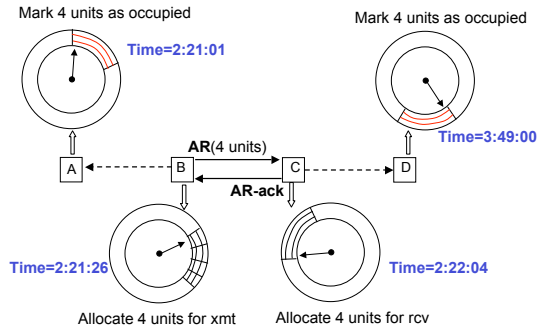 Mark 4 units as occupied
Mark 4 units as occupied
Time=2:21:01
Time=3:49:00
AR(4 units)
A
B
C
D
AR-ack
Time=2:21:26
Time=2:22:04
Allocate 4 units for xmt
Allocate 4 units for rcv